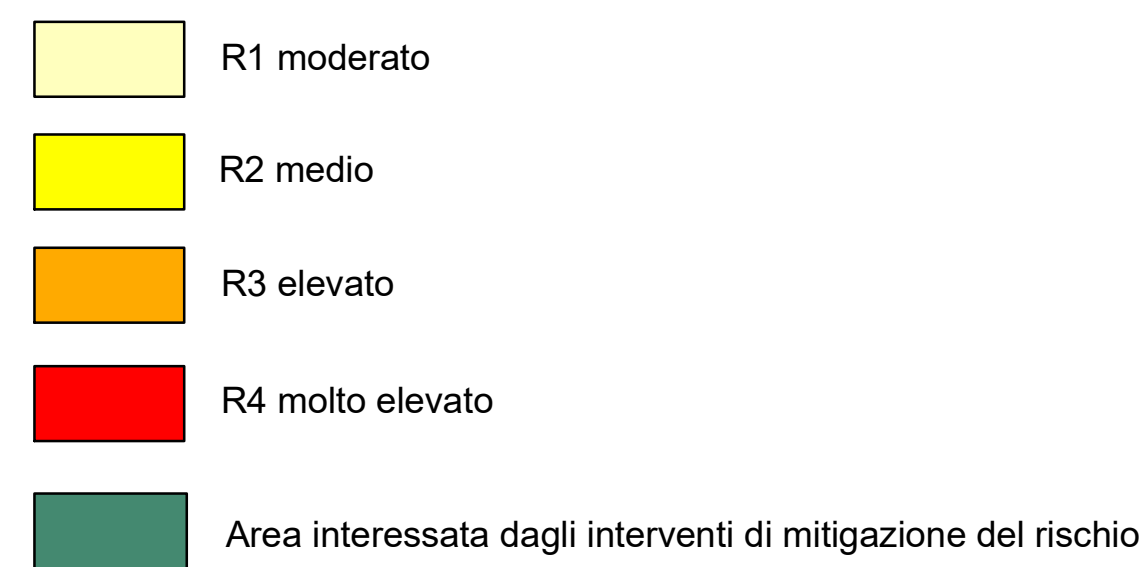 R1 moderato
R2 medio
R3 elevato
R4 molto elevato
Area interessata dagli interventi di mitigazione del rischio